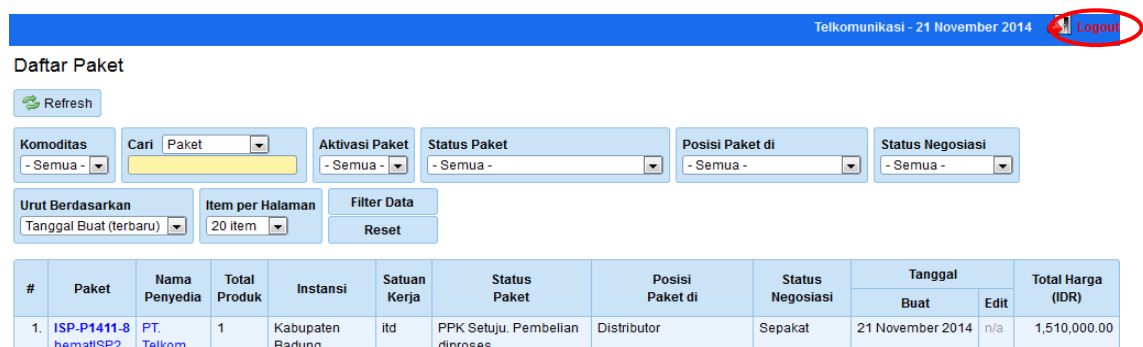 Telkomunikasi - 21 November 2014 Logout
Daftar Paket
Refresh
Komoditas Cari Paket Aktivasi Paket Status Paket Posisi Paket di Status Negosiasi
- Semua - - Semua - - Semua - - Semua - - Semua -
Urut Berdasarkan Item per Halaman Filter Data
Tanggal Buat (terbaru) 20 item Reset
# Paket Nama Penyedia Total Produk Instansi Satuan Kerja Status Paket Posisi Paket di Status Negosiasi Tanggal Total Harga (IDR)
Buat Edit
1. ISP-P1411-8 PT. 1 Kabupaten itd PPK Setuju. Pembelian Distributor Sepakat 21 November 2014 n/a 1,510,000.00
hematISP2 Telkom Badung diproses